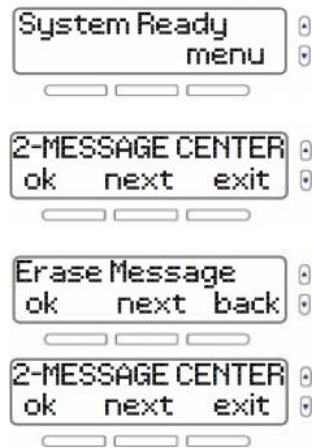 System Ready
menu
2-MESSAGE CENTER
ok next exit
Erase Message
ok next back
2-MESSAGE CENTER
ok next exit